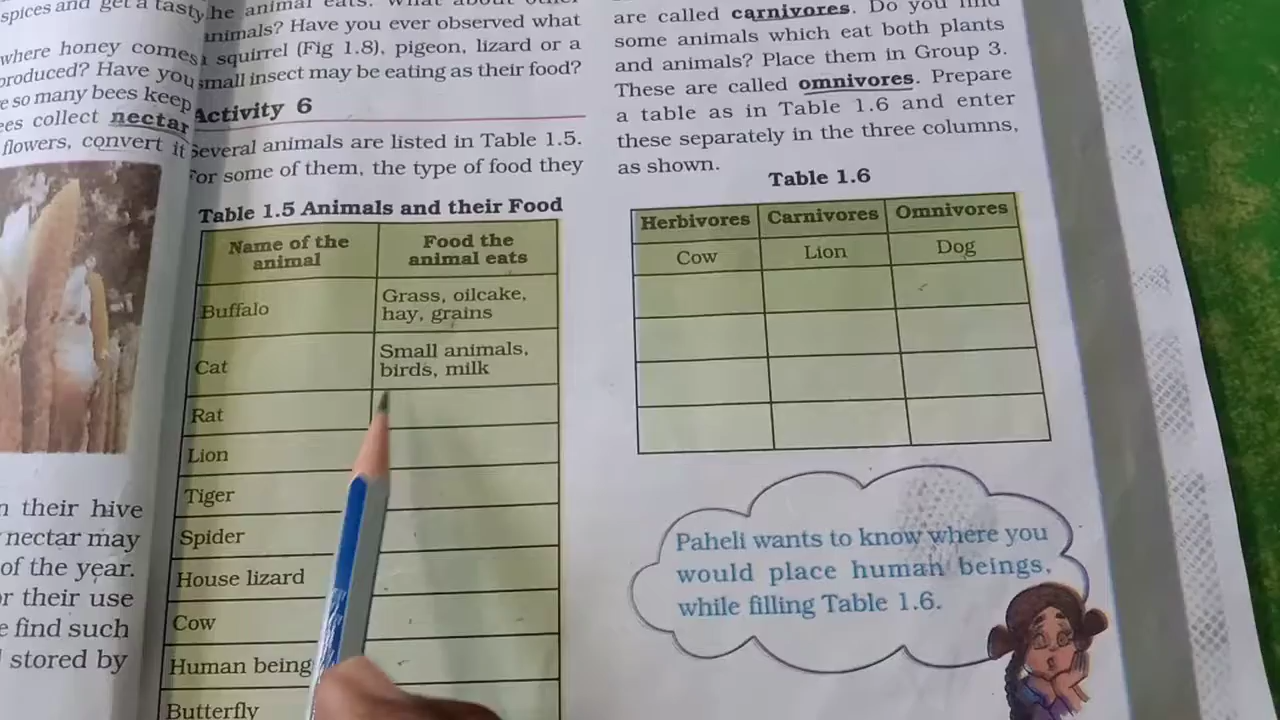 spices and get a tasty
where honey comes
produced? Have you
so many bees keep
ees collect nectar
flowers, convert it
n their hive
nectar may
of the year.
r their use
e find such
stored by
he animal eats. What about other
animals? Have you ever observed what
a squirrel (Fig 1.8), pigeon, lizard or a
small insect may be eating as their food?
Activity 6
Several animals are listed in Table 1.5.
For some of them, the type of food they
Table 1.5 Animals and their Food
Name of the animal Food the animal eats
Buffalo Grass, oilcake, hay, grains
Cat Small animals, birds, milk
Rat
Lion
Tiger
Spider
House lizard
Cow
Human being
Butterfly
are called carnivores. Do you find
some animals which eat both plants
and animals? Place them in Group 3.
These are called omnivores. Prepare
a table as in Table 1.6 and enter
these separately in the three columns,
as shown.
Table 1.6
Herbivores Carnivores Omnivores
Cow Lion Dog
Paheli wants to know where you
would place human beings,
while filling Table 1.6.